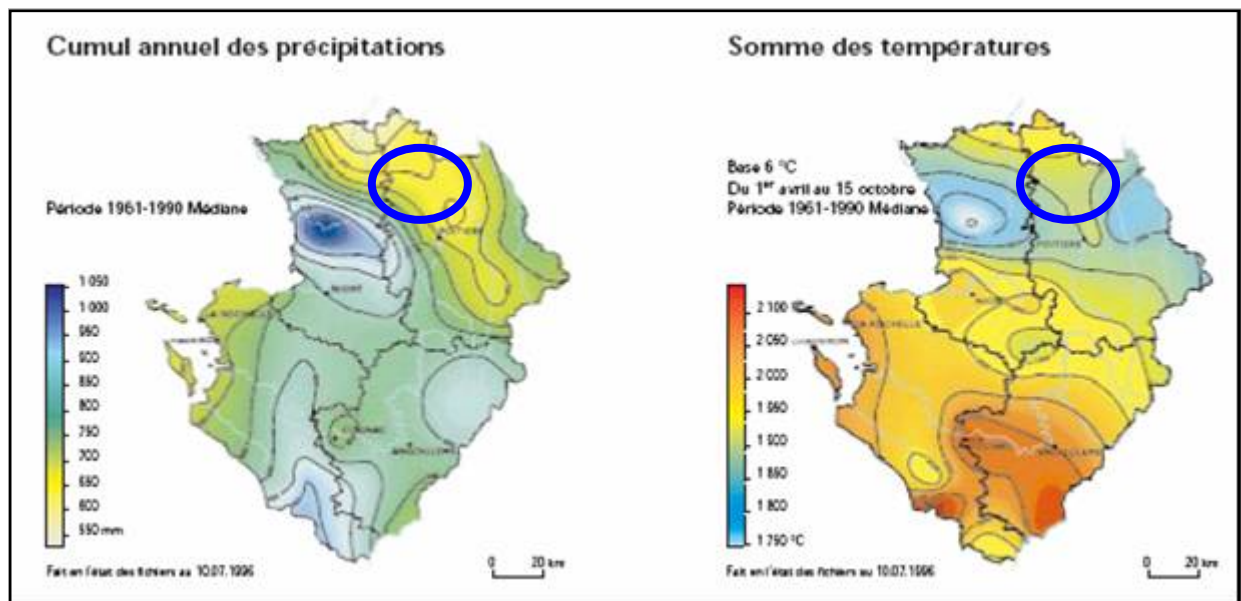 Cumul annuel des précipitations
Période 1961-1990 Médiane
1 050
1 000
950
900
850
800
750
700
650
600
550 mm
POITIERS
NIORT
LA ROCHELLE
ANGOULEME
Fait en l'état des fichiers au 10.07.1996
0 20 km
Somme des températures
Base 6 °C
Du 1er avril au 15 octobre
Période 1961-1990 Médiane
2 100 °C
2 050
2 000
1 950
1 900
1 850
1 800
1 750 °C
POITIERS
NIORT
LA ROCHELLE
ANGOULEME
Fait en l'état des fichiers au 10.07.1996
0 20 km